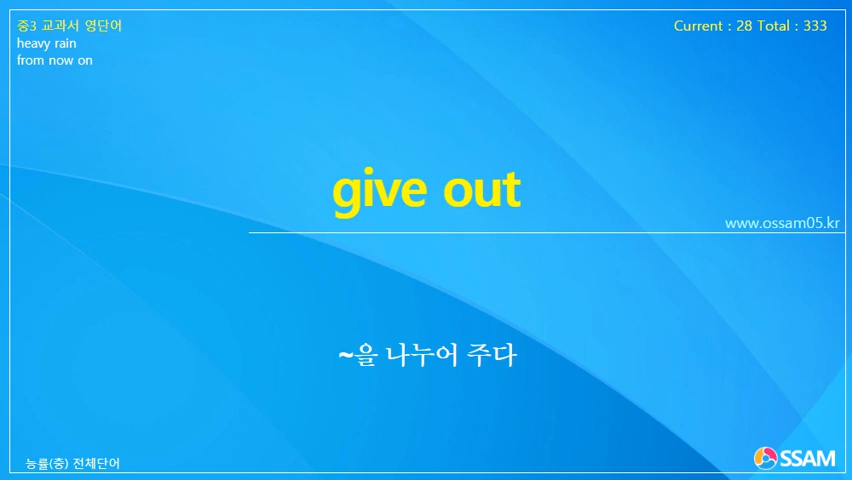 중3 교과서 영단어
Current : 28 Total : 333
heavy rain
from now on
give out
www.ossam05.kr
~을 나누어 주다
능률(중) 전체단어
OSSAM